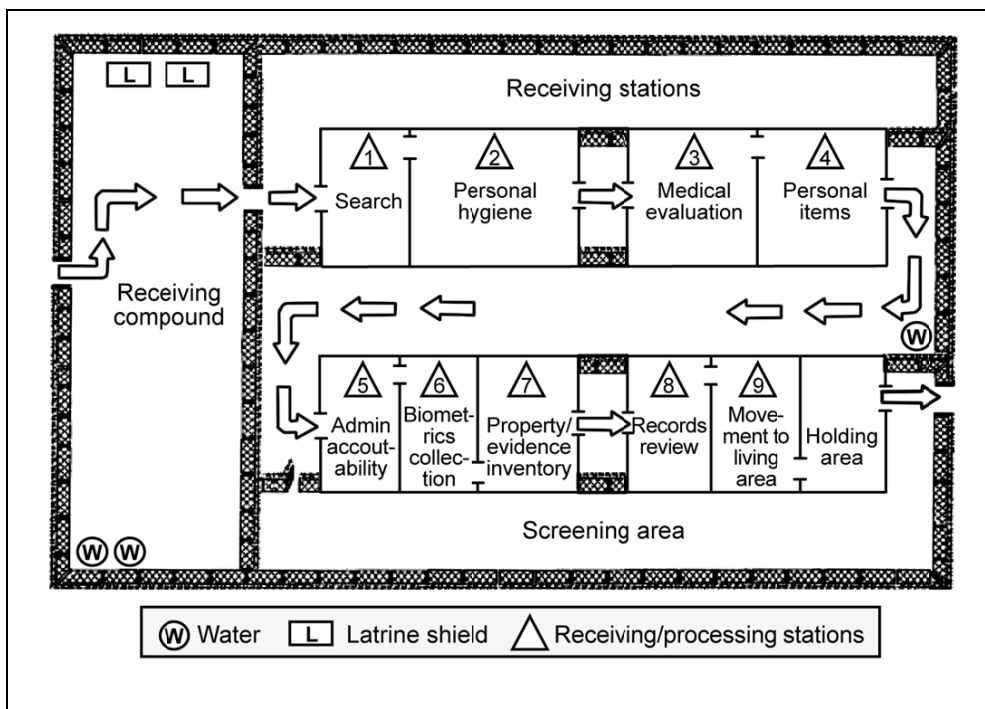 L L
Receiving stations
1
Search
2
Personal
hygiene
3
Medical
evaluation
4
Personal
items
Receiving
compound
W
5
Admin
accout-
ability
6
Biomet-
rics
collec-
tion
7
Property/
evidence
inventory
8
Records
review
9
Move-
ment to
living
area
Holding
area
Screening area
W W
W Water L Latrine shield Receiving/processing stations